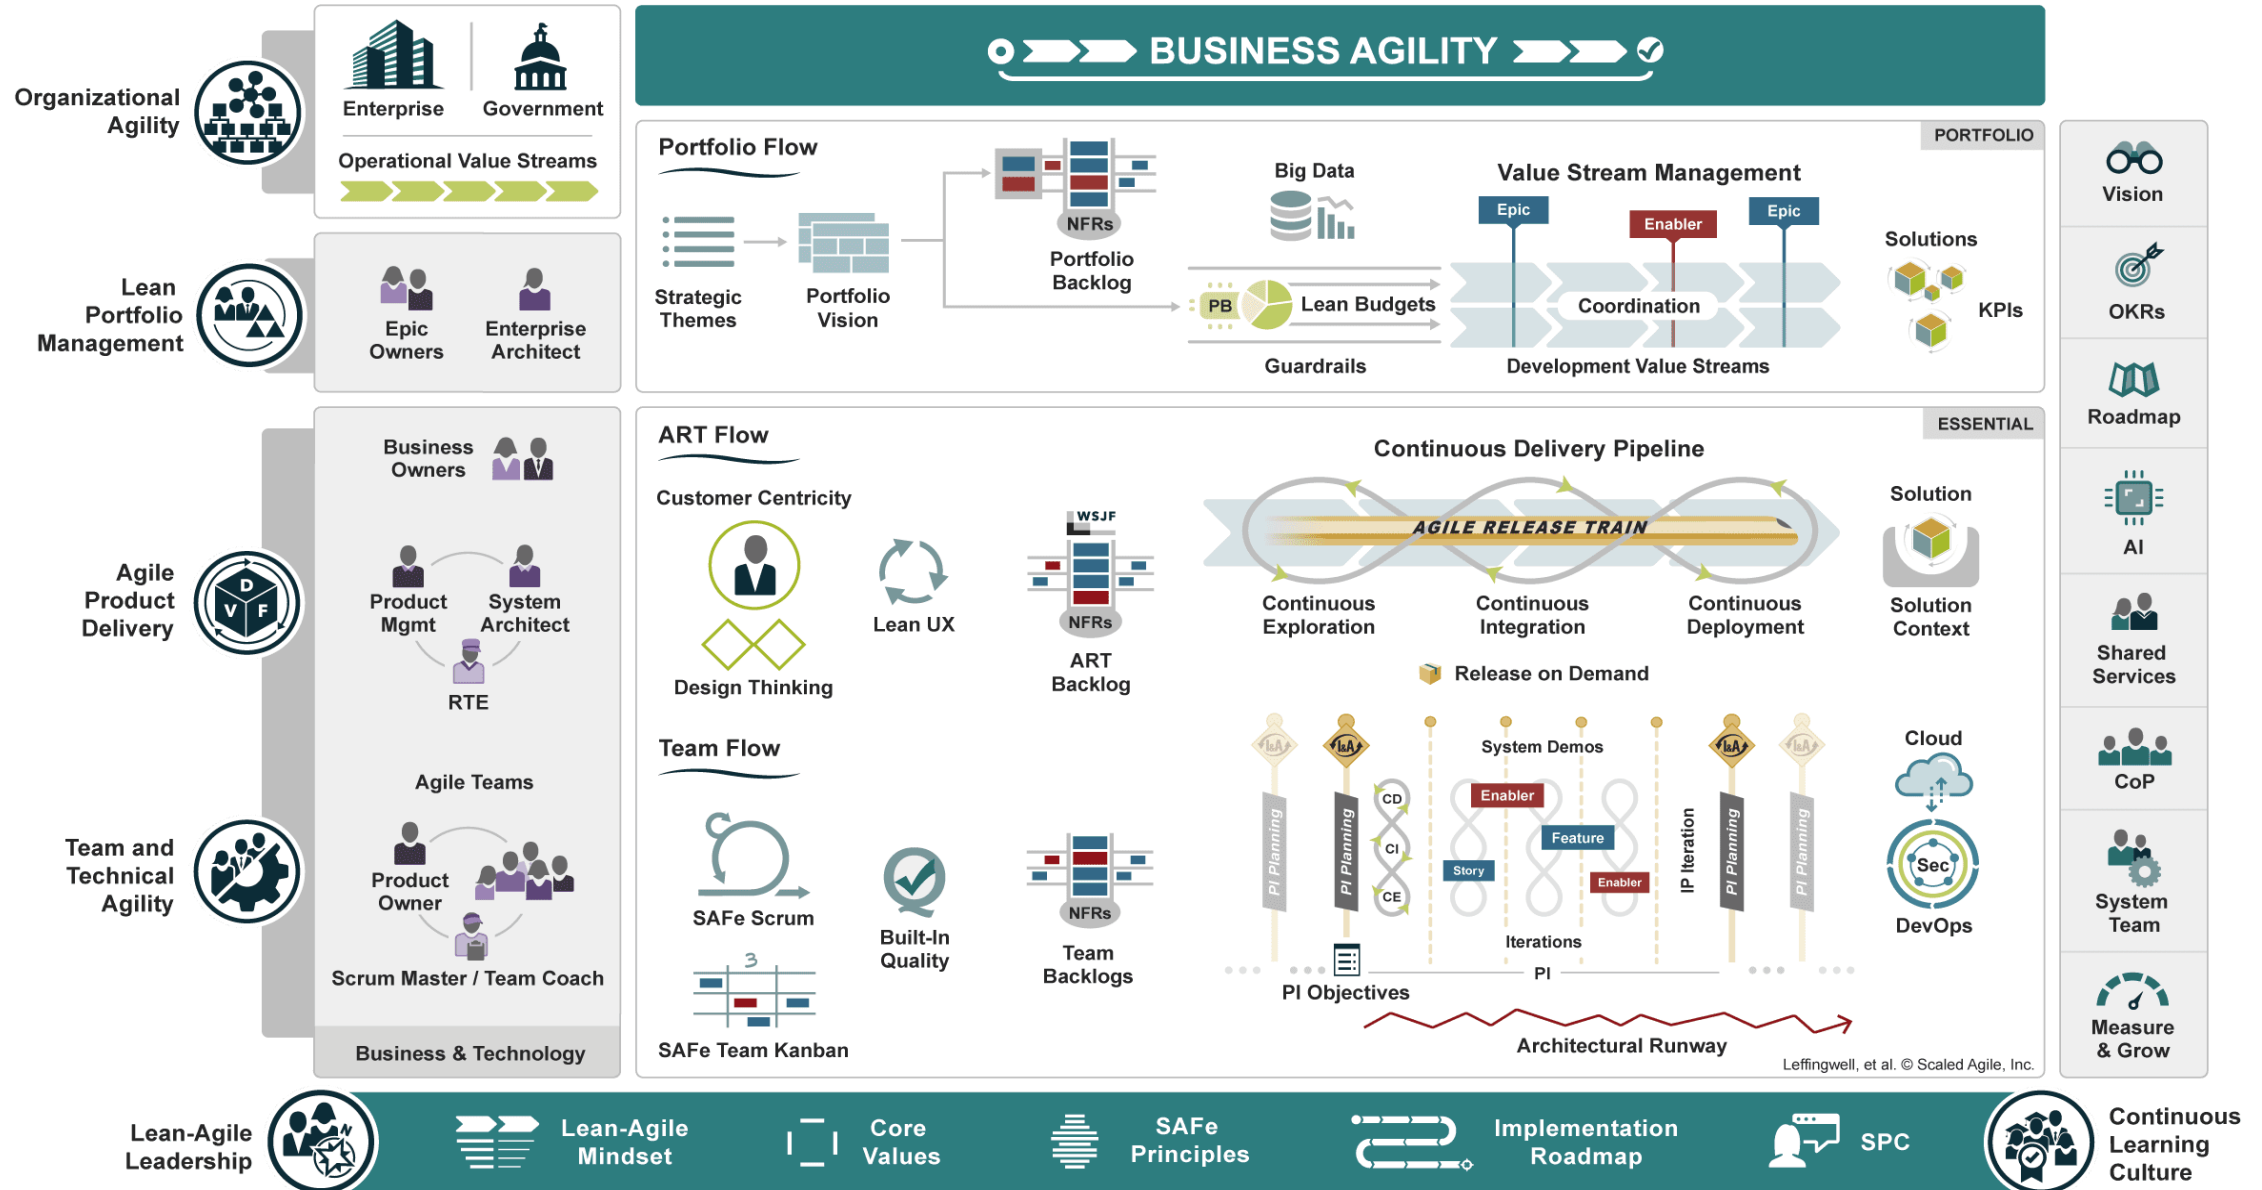 Organizational
Agility
Enterprise
Government
Operational Value Streams
BUSINESS AGILITY
Lean
Portfolio
Management
Epic
Owners
Enterprise
Architect
PORTFOLIO
Portfolio Flow
Strategic
Themes
Portfolio
Vision
NFRs
Portfolio
Backlog
Big Data
PB
Lean Budgets
Guardrails
Value Stream Management
Epic
Enabler
Epic
Coordination
Development Value Streams
Solutions
KPIs
Agile
Product
Delivery
D
V
F
Team and
Technical
Agility
Business
Owners
Product
Mgmt
System
Architect
RTE
Agile Teams
Product
Owner
Scrum Master / Team Coach
Business & Technology
ESSENTIAL
ART Flow
Customer Centricity
Design Thinking
Lean UX
WSJF
NFRs
ART
Backlog
Continuous Delivery Pipeline
AGILE RELEASE TRAIN
Continuous
Exploration
Continuous
Integration
Continuous
Deployment
Release on Demand
Solution
Solution
Context
Team Flow
SAFe Scrum
3
SAFe Team Kanban
Built-In
Quality
NFRs
Team
Backlogs
I&A
I&A
I&A
I&A
System Demos
PI Planning
PI Planning
CD
CI
CE
Enabler
Feature
Story
Enabler
IP Iteration
PI Planning
PI Planning
Iterations
PI
PI Objectives
Architectural Runway
Cloud
Sec
DevOps
Leffingwell, et al. © Scaled Agile, Inc.
Vision
OKRs
Roadmap
AI
Shared
Services
CoP
System
Team
Measure
& Grow
Lean-Agile
Leadership
N
Lean-Agile
Mindset
Core
Values
SAFe
Principles
Implementation
Roadmap
SPC
Continuous
Learning
Culture